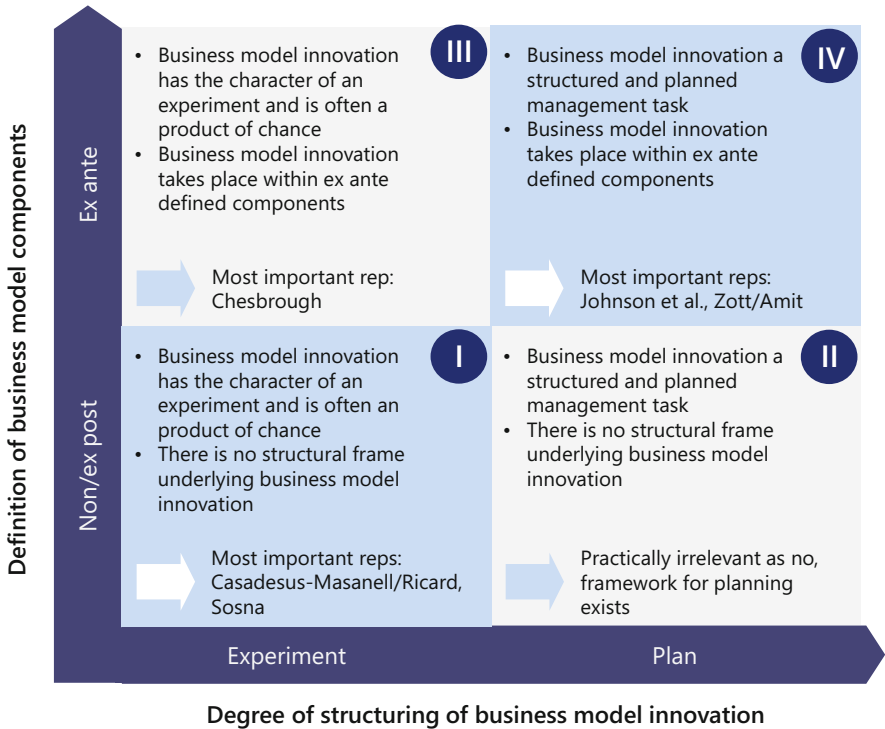 Definition of business model components
Ex ante
Non/ex post
III
• Business model innovation
has the character of an
experiment and is often a
product of chance
• Business model innovation
takes place within ex ante
defined components
Most important rep:
Chesbrough
IV
• Business model innovation a
structured and planned
management task
• Business model innovation
takes place within ex ante
defined components
Most important reps:
Johnson et al., Zott/Amit
I
• Business model innovation
has the character of an
experiment and is often an
product of chance
• There is no structural frame
underlying business model
innovation
Most important reps:
Casadesus-Masanell/Ricard,
Sosna
II
• Business model innovation a
structured and planned
management task
• There is no structural frame
underlying business model
innovation
Practically irrelevant as no,
framework for planning
exists
Experiment
Plan
Degree of structuring of business model innovation